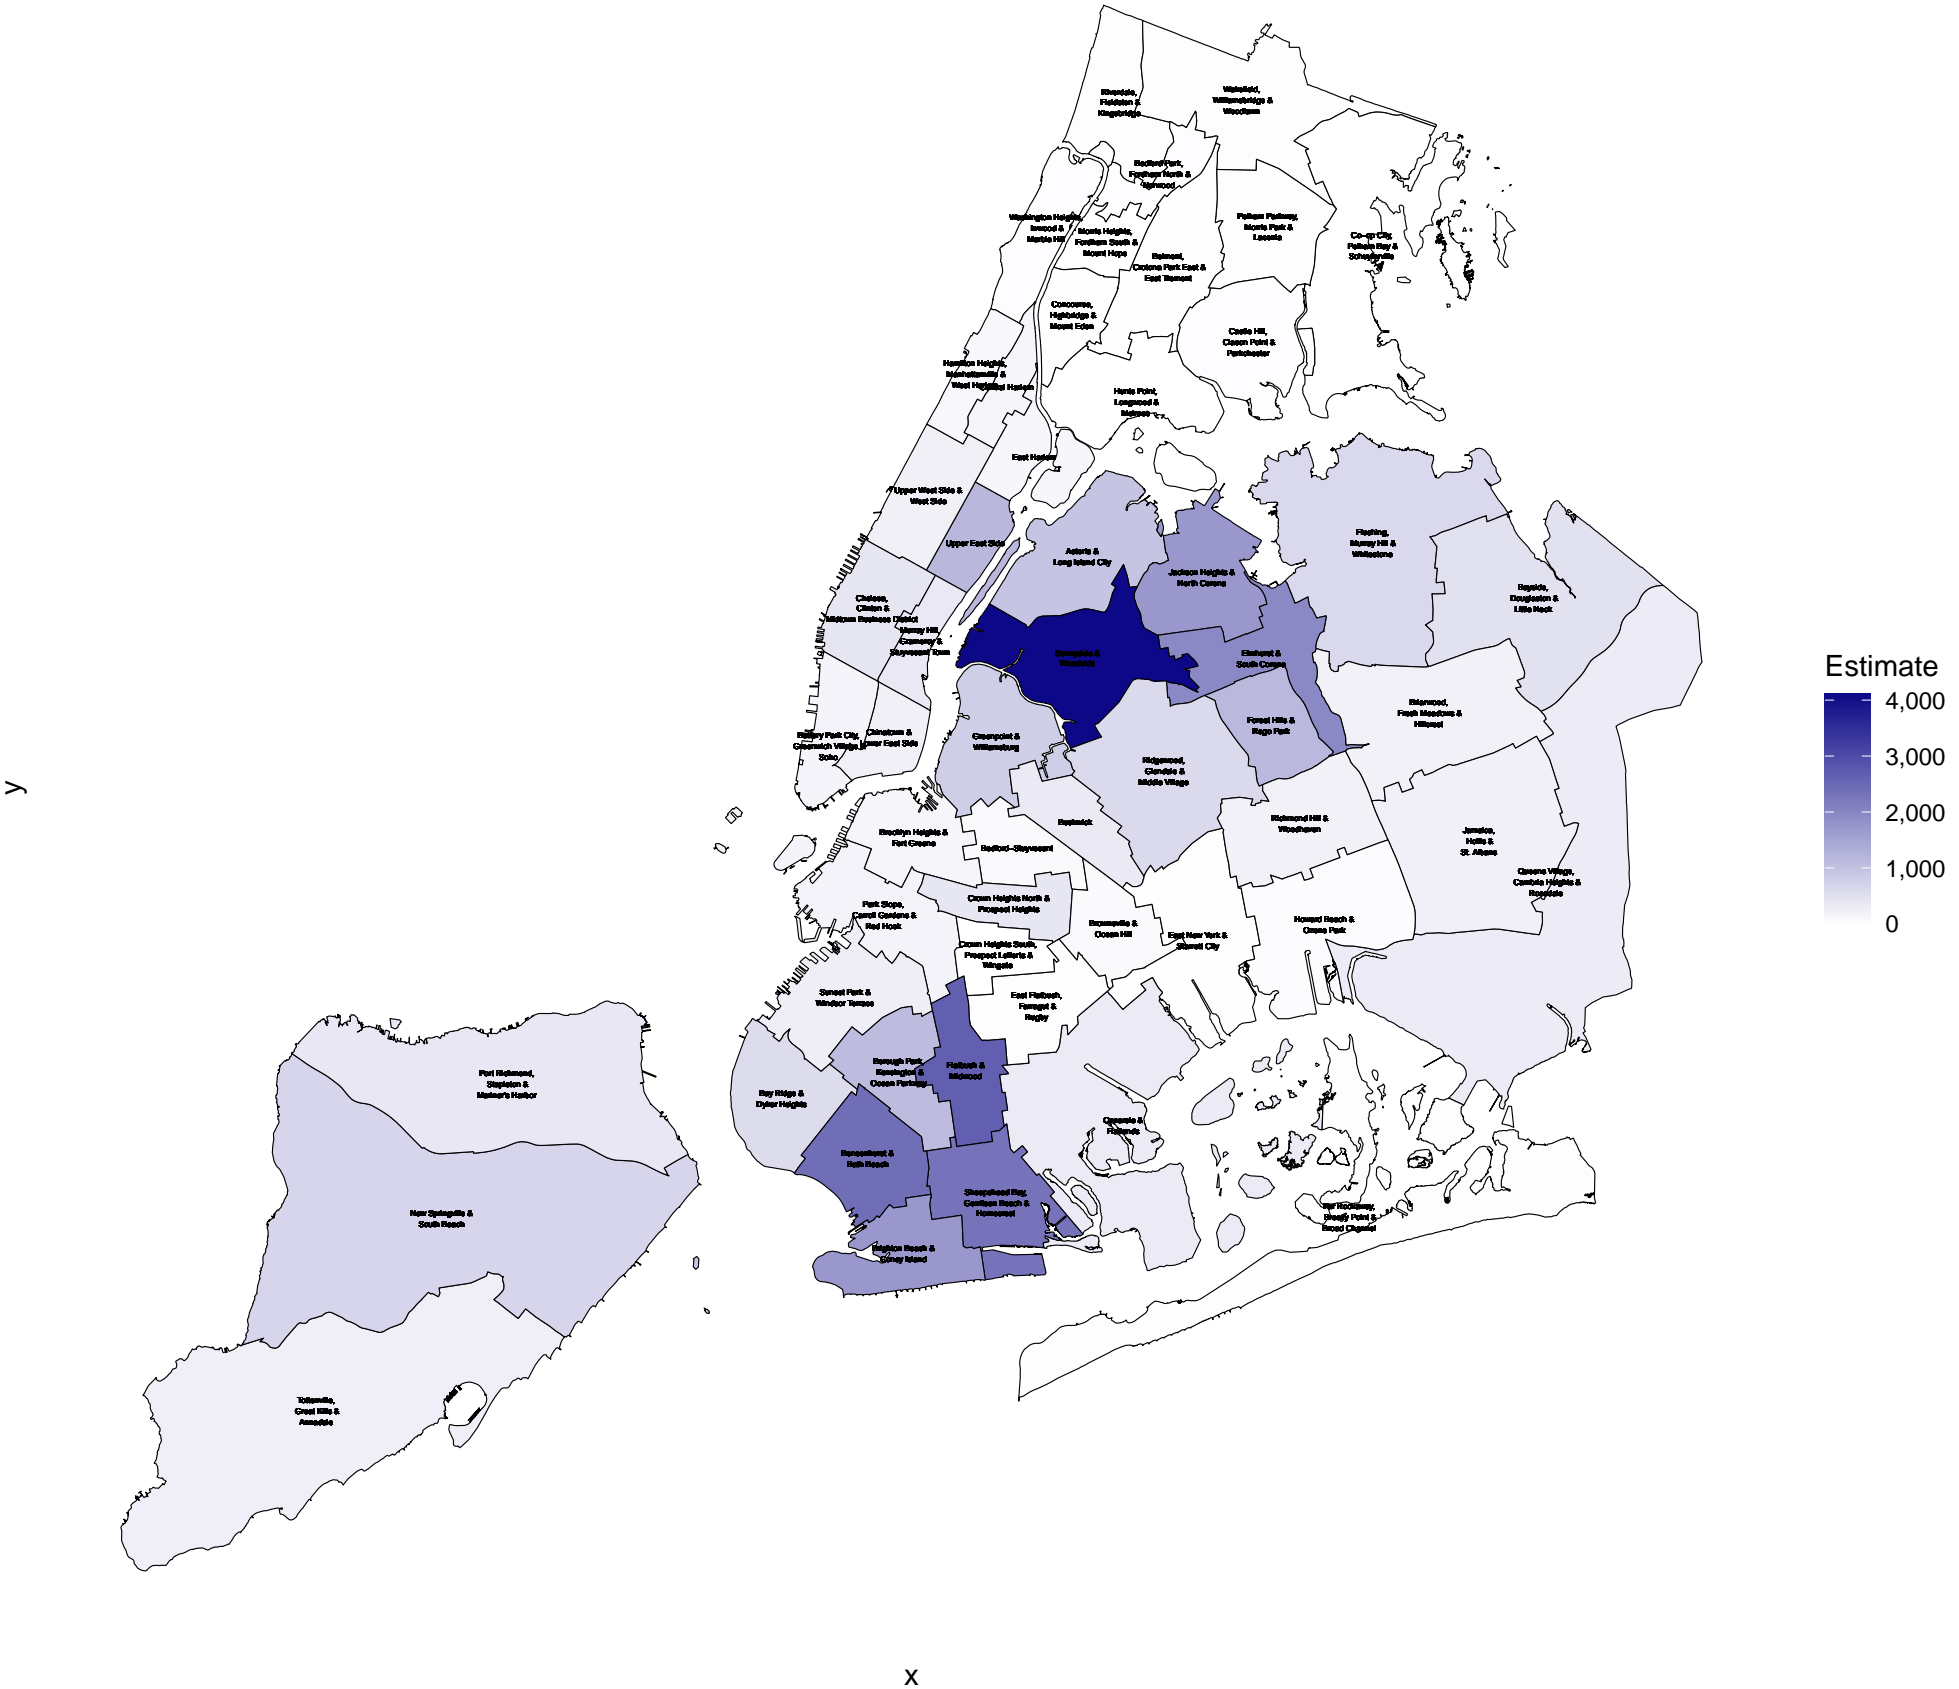 Riverdale,
Fieldston &
Kingsbridge
Wakefield,
Williamsbridge &
Woodlawn
Bedford Park,
Fordham North &
Norwood
Washington Heights,
Inwood &
Marble Hill
Morris Heights,
Fordham South &
Mount Hope
Pelham Parkway,
Morris Park &
Laconia
Co-op City,
Pelham Bay &
Schuylerville
Belmont,
Crotona Park East &
East Tremont
Concourse,
Highbridge &
Mount Eden
Castle Hill,
Clason Point &
Parkchester
Hamilton Heights,
Manhattanville &
West Harlem
Central Harlem
Hunts Point,
Longwood &
Melrose
East Harlem
Upper West Side &
West Side
Upper East Side
Astoria &
Long Island City
Jackson Heights &
North Corona
Flushing,
Murray Hill &
Whitestone
Bayside,
Douglaston &
Little Neck
Chelsea,
Clinton &
Midtown Business District
Murray Hill,
Gramercy &
Stuyvesant Town
Sunnyside &
Woodside
Elmhurst &
South Corona
Briarwood,
Fresh Meadows &
Hillcrest
Forest Hills &
Rego Park
Battery Park City,
Greenwich Village &
Soho
Chinatown &
Lower East Side
Greenpoint &
Williamsburg
Ridgewood,
Glendale &
Middle Village
Bushwick
Richmond Hill &
Woodhaven
Brooklyn Heights &
Fort Greene
Bedford-Stuyvesant
Jamaica,
Hollis &
St. Albans
Queens Village,
Cambria Heights &
Rosedale
Park Slope,
Carroll Gardens &
Red Hook
Crown Heights North &
Prospect Heights
Brownsville &
Ocean Hill
East New York &
Starrett City
Howard Beach &
Ozone Park
Crown Heights South,
Prospect Lefferts &
Wingate
Sunset Park &
Windsor Terrace
East Flatbush,
Farragut &
Rugby
Borough Park,
Kensington &
Ocean Parkway
Flatbush &
Midwood
Bay Ridge &
Dyker Heights
Canarsie &
Flatlands
Bensonhurst &
Bath Beach
Sheepshead Bay,
Gerritsen Beach &
Homecrest
Far Rockaway,
Breezy Point &
Broad Channel
Brighton Beach &
Coney Island
Port Richmond,
Stapleton &
Mariner's Harbor
New Springville &
South Beach
Tottenville,
Great Kills &
Annadale
Estimate
4,000
3,000
2,000
1,000
0
y
x